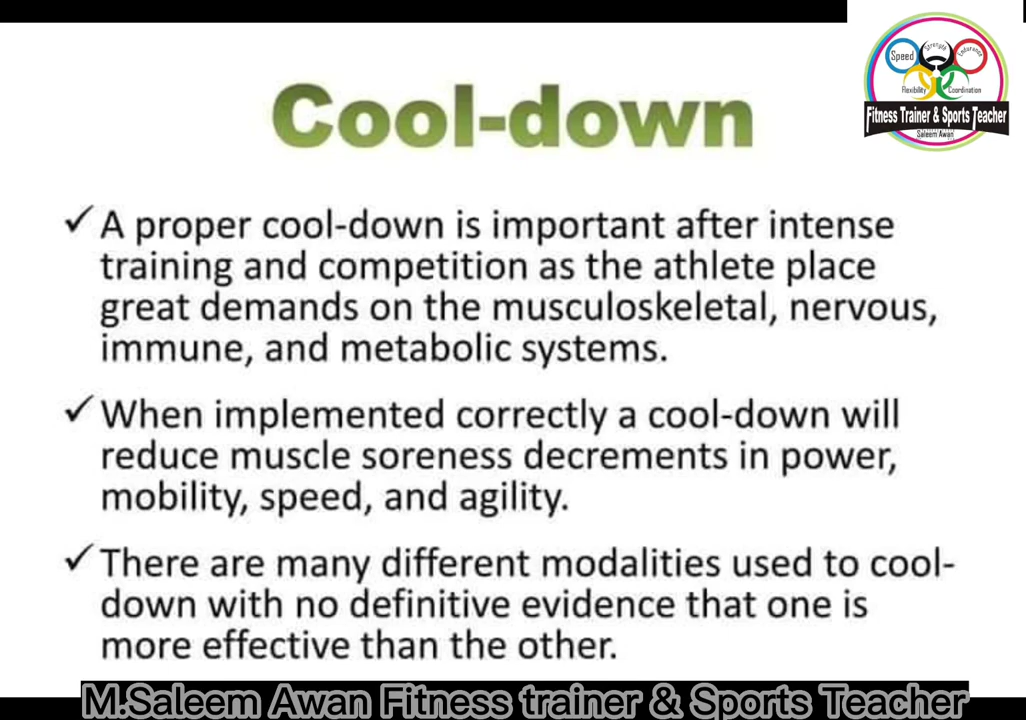 Cool-down
Speed
Strength
Endurance
Flexibility
Coordination
Fitness Trainer & Sports Teacher
Saleem Awan
✓ A proper cool-down is important after intense
training and competition as the athlete place
great demands on the musculoskeletal, nervous,
immune, and metabolic systems.
✓ When implemented correctly a cool-down will
reduce muscle soreness decrements in power,
mobility, speed, and agility.
✓ There are many different modalities used to cool-
down with no definitive evidence that one is
more effective than the other.
M.Saleem Awan Fitness trainer & Sports Teacher